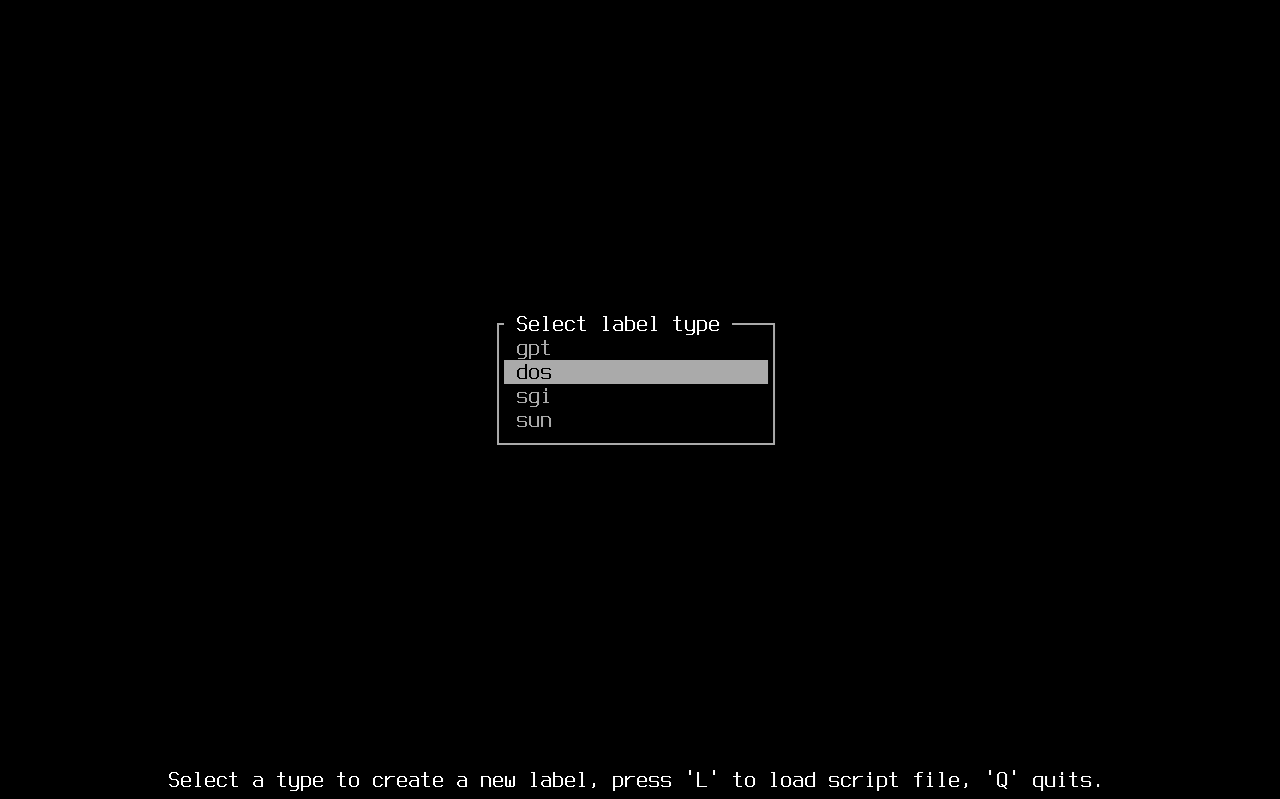 Select label type
gpt
dos
sgi
sun
Select a type to create a new label, press 'L' to load script file, 'Q' quits.